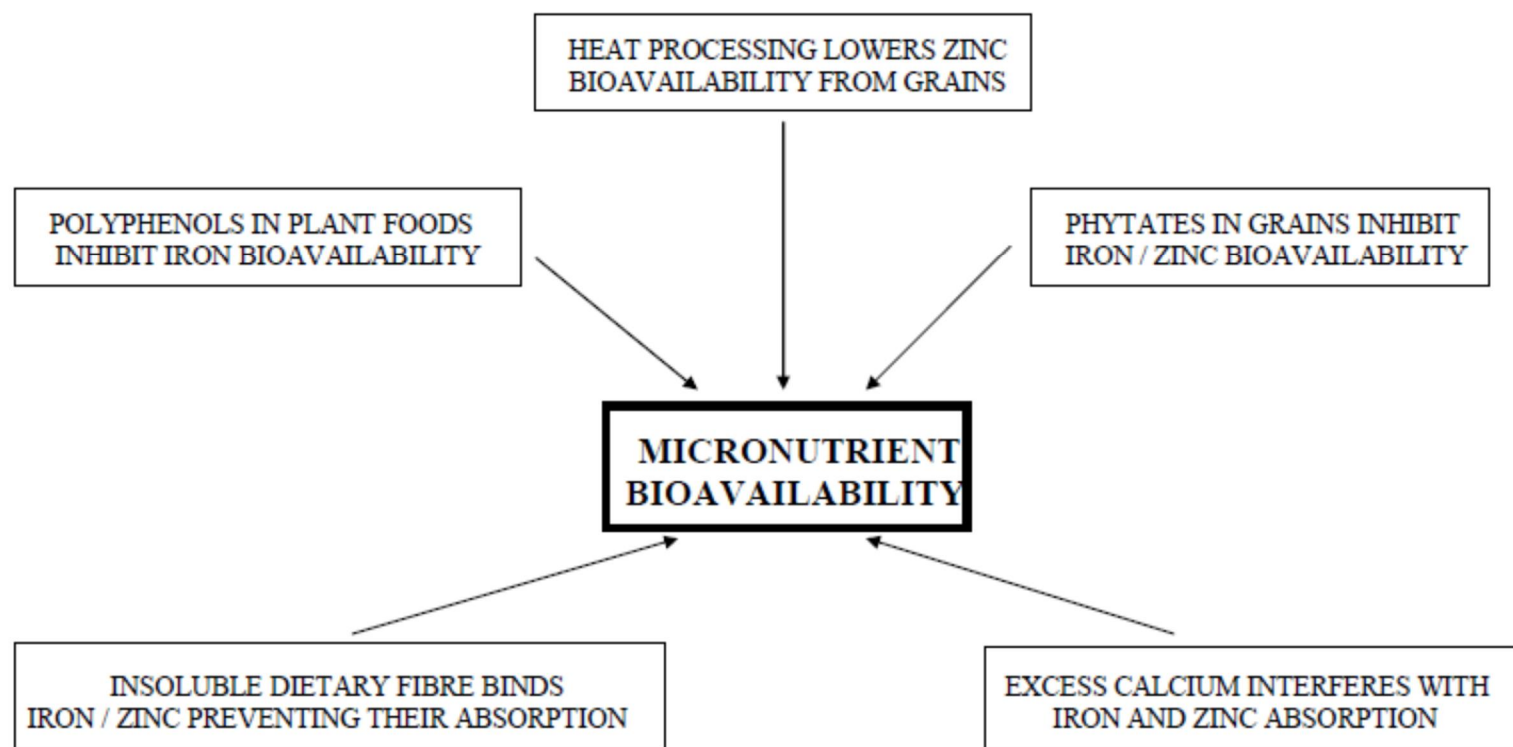 HEAT PROCESSING LOWERS ZINC
BIOAVAILABILITY FROM GRAINS
POLYPHENOLS IN PLANT FOODS
INHIBIT IRON BIOAVAILABILITY
PHYTATES IN GRAINS INHIBIT
IRON / ZINC BIOAVAILABILITY
MICRONUTRIENT
BIOAVAILABILITY
INSOLUBLE DIETARY FIBRE BINDS
IRON / ZINC PREVENTING THEIR ABSORPTION
EXCESS CALCIUM INTERFERES WITH
IRON AND ZINC ABSORPTION